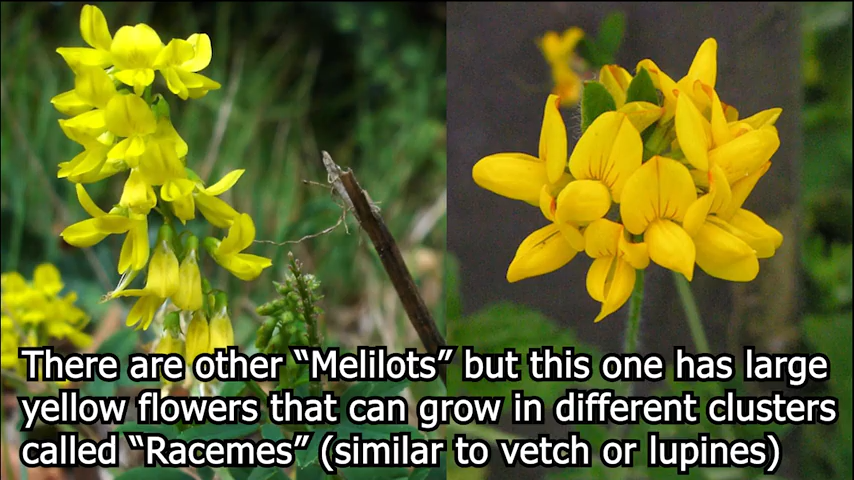 There are other “Melilots” but this one has large
yellow flowers that can grow in different clusters
called “Racemes” (similar to vetch or lupines)